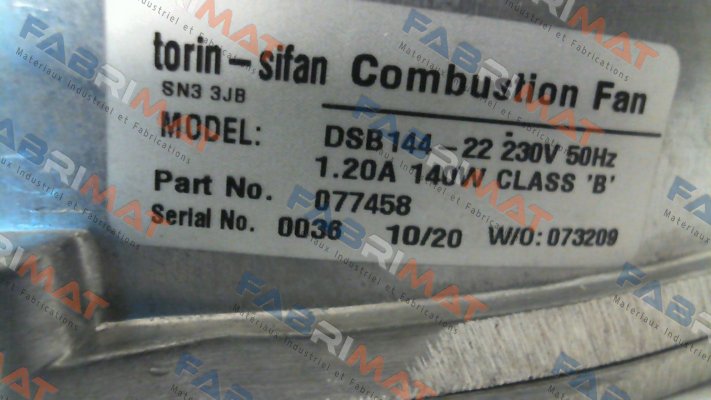 torin-sifan Combustion Fan
SN3 3JB
MODEL: DSB144-22 230V 50Hz
1.20A 140W CLASS 'B'
Part No. 077458
Serial No. 0036 10/20 W/O: 073209
FABRIMAT
Materiaux Industriel et Fabrications